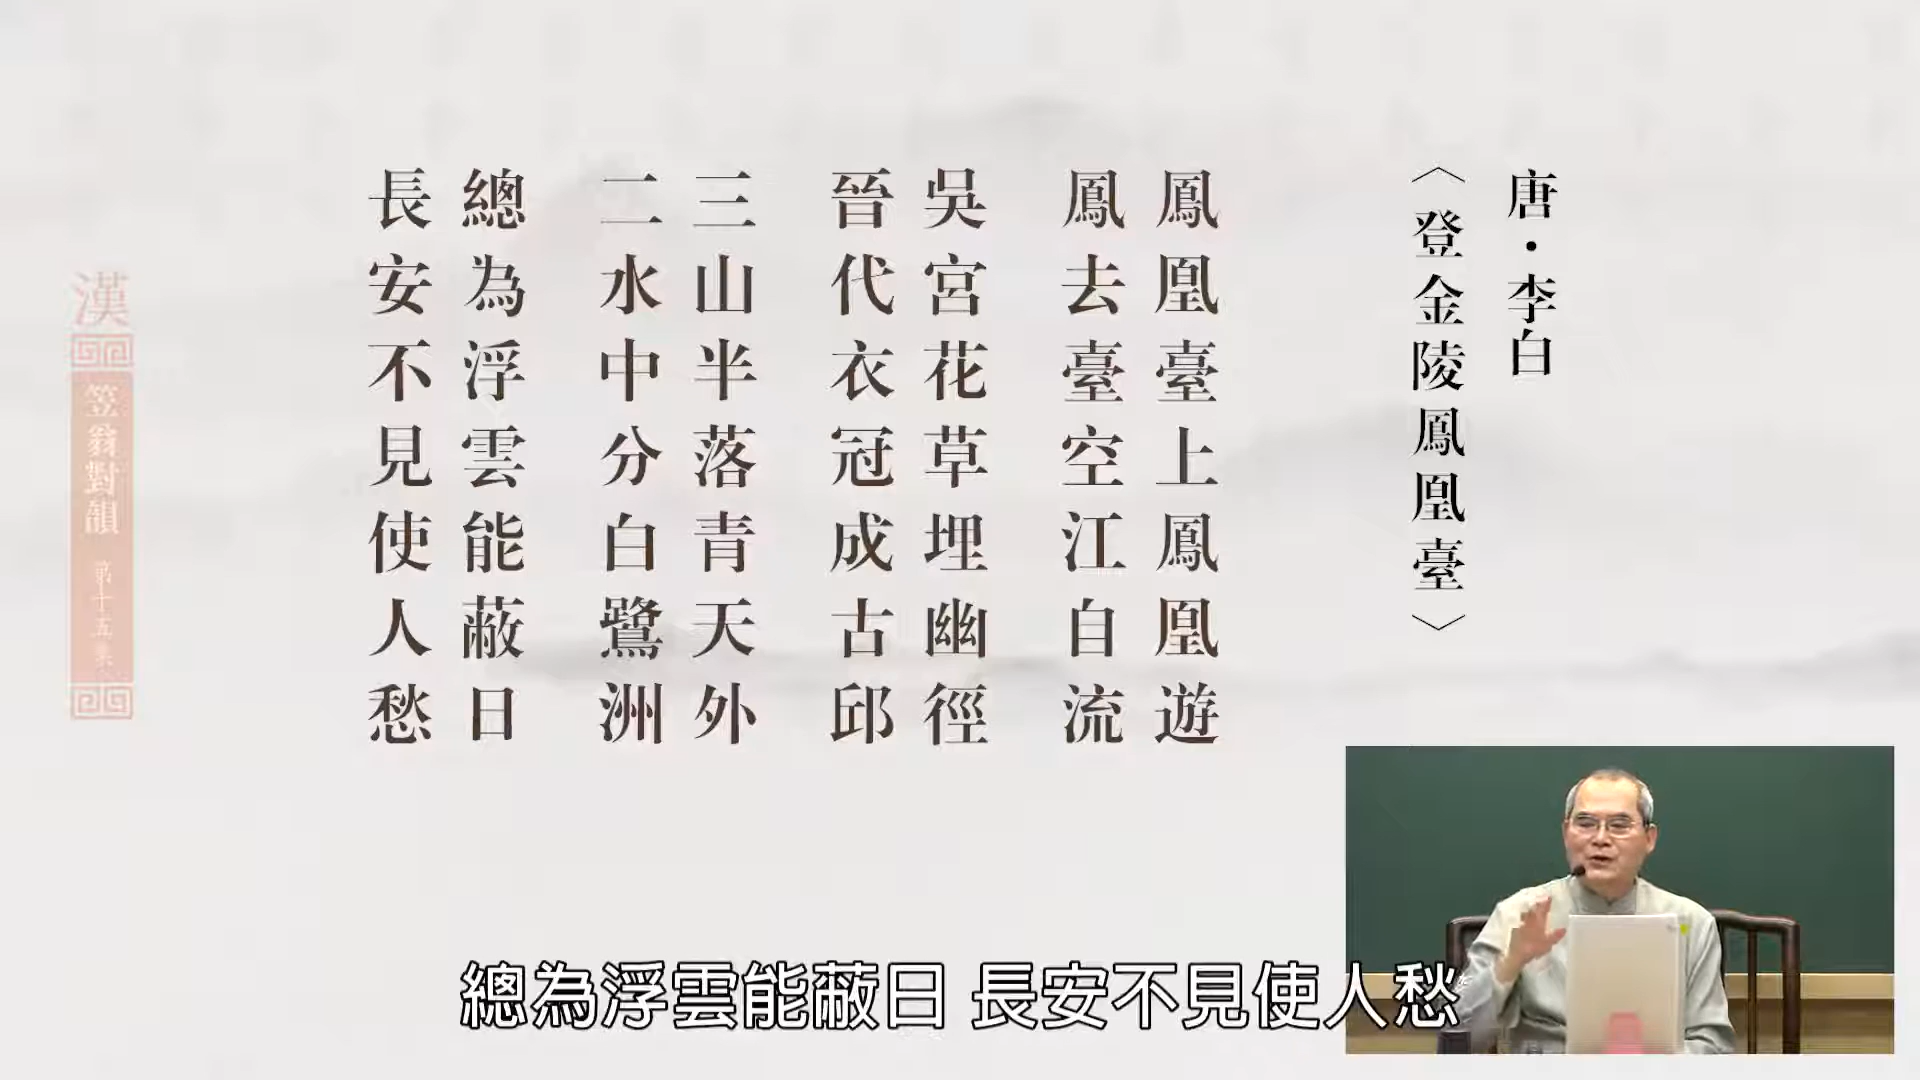 唐·李白
〈登金陵鳳凰臺〉
鳳凰臺上鳳凰遊
鳳去臺空江自流
吳宮花草埋幽徑
晉代衣冠成古邱
三山半落青天外
二水中分白鷺洲
總為浮雲能蔽日
長安不見使人愁
漢
笠翁對韻
第十五集
總為浮雲能蔽日 長安不見使人愁